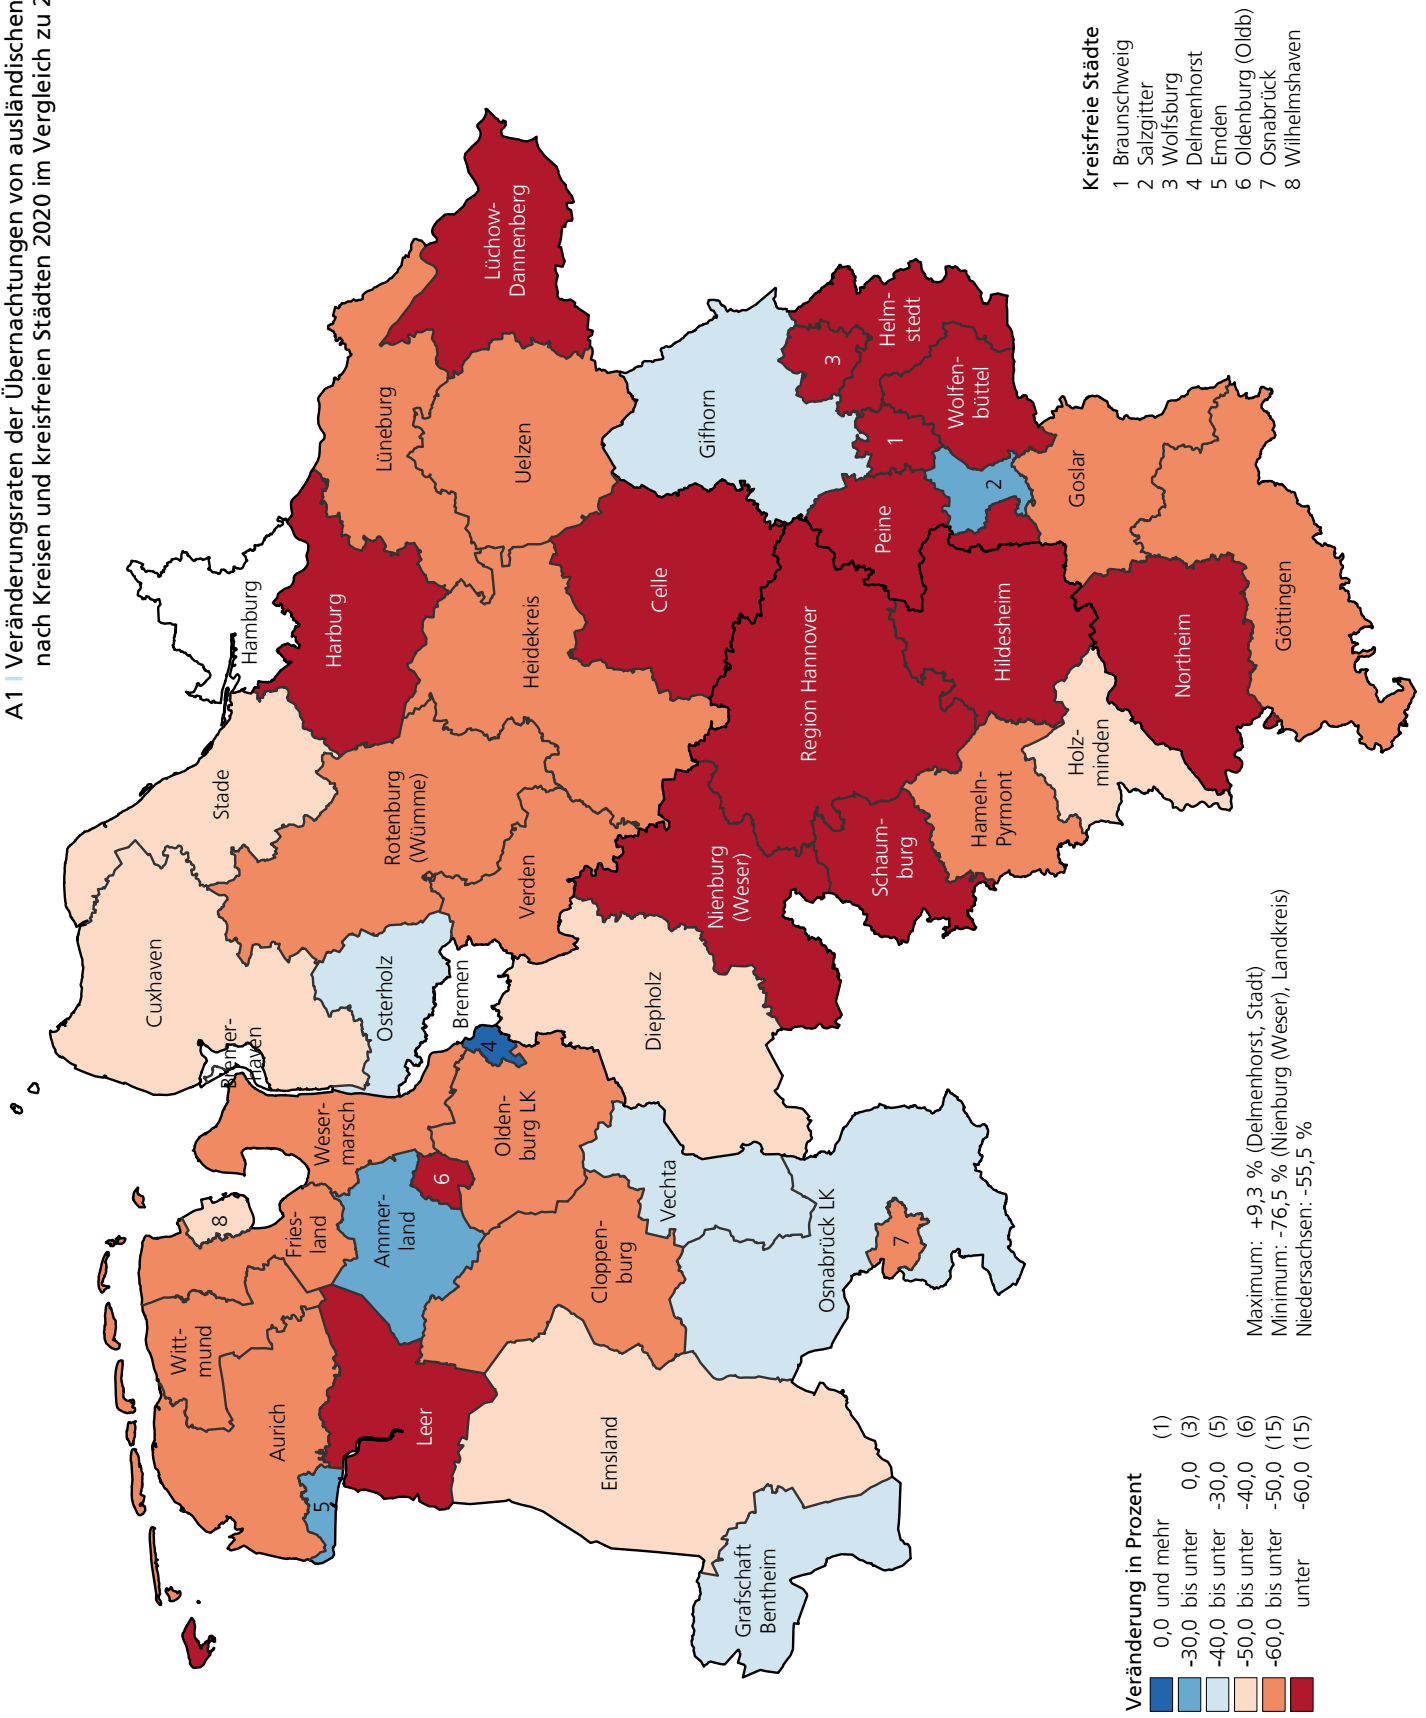 A1 | Veränderungsraten der Übernachtungen von ausländischen
nach Kreisen und kreisfreien Städten 2020 im Vergleich zu 2
Hamburg
Stade
Cuxhaven
Bremer-
haven
Harburg
Lüneburg
Lüchow-
Dannenberg
Rotenburg
(Wümme)
Osterholz
Bremen
Uelzen
Heidekreis
Verden
Weser-
marsch
8
Fries-
land
Witt-
mund
Aurich
5
Ammer-
land
6
4
Olden-
burg LK
Leer
Cloppen-
burg
Vechta
Diepholz
Emsland
Celle
Gifhorn
Nienburg
(Weser)
Region Hannover
Grafschaft
Bentheim
Osnabrück LK
7
Schaum-
burg
Peine
1
3
Helm-
stedt
Wolfen-
büttel
2
Hameln-
Pyrmont
Hildesheim
Holz-
minden
Goslar
Northeim
Göttingen
Kreisfreie Städte
1 Braunschweig
2 Salzgitter
3 Wolfsburg
4 Delmenhorst
5 Emden
6 Oldenburg (Oldb)
7 Osnabrück
8 Wilhelmshaven
Veränderung in Prozent
0,0 und mehr (1)
-30,0 bis unter 0,0 (3)
-40,0 bis unter -30,0 (5)
-50,0 bis unter -40,0 (6)
-60,0 bis unter -50,0 (15)
unter -60,0 (15)
Maximum: +9,3 % (Delmenhorst, Stadt)
Minimum: -76,5 % (Nienburg (Weser), Landkreis)
Niedersachsen: -55,5 %